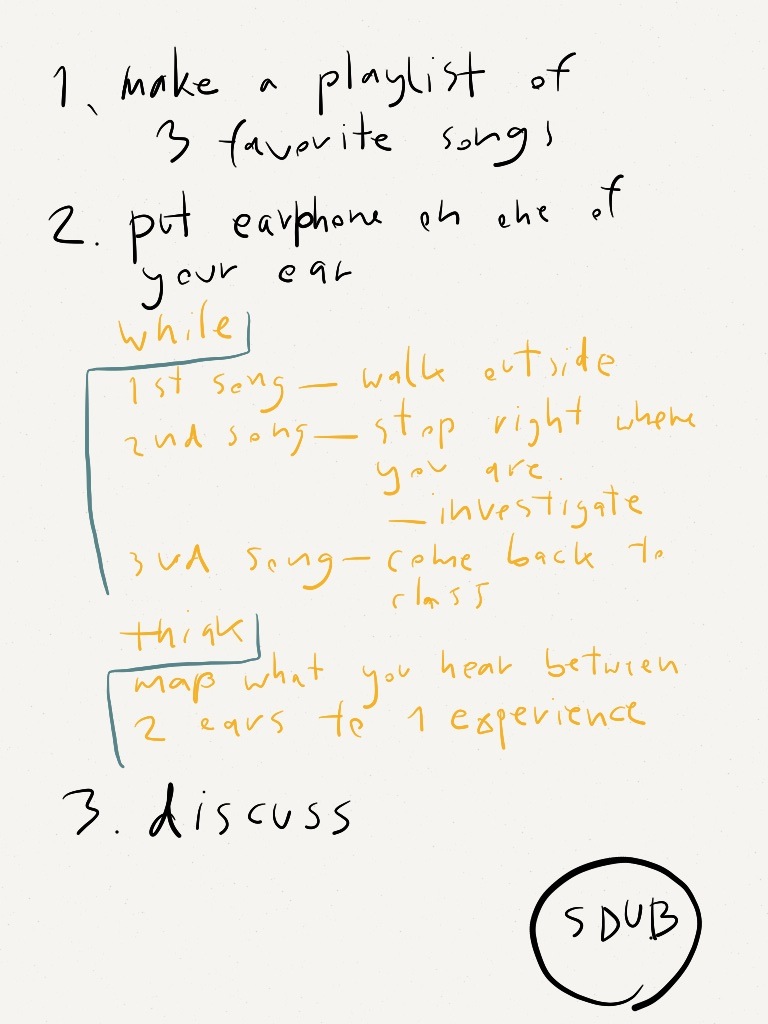 1. make a playlist of
3 favorite songs
2. put earphone on one of
your ear
while
1st song — walk outside
2nd song — stop right where
you are
— investigate
3rd song — come back to
class
think
map what you hear between
2 ears to 1 experience
3. discuss
SDUB